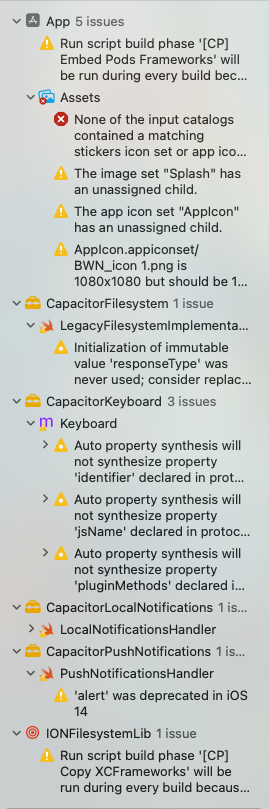 App 5 issues
Run script build phase '[CP]
Embed Pods Frameworks' will
be run during every build bec...
Assets
None of the input catalogs
contained a matching
stickers icon set or app ico...
The image set "Splash" has
an unassigned child.
The app icon set "AppIcon"
has an unassigned child.
AppIcon.appiconset/
BWN_icon 1.png is
1080x1080 but should be 1...
CapacitorFilesystem 1 issue
LegacyFilesystemImplementa...
Initialization of immutable
value 'responseType' was
never used; consider replac...
CapacitorKeyboard 3 issues
m Keyboard
Auto property synthesis will
not synthesize property
'identifier' declared in prot...
Auto property synthesis will
not synthesize property
'jsName' declared in protoc...
Auto property synthesis will
not synthesize property
'pluginMethods' declared i...
CapacitorLocalNotifications 1 is...
LocalNotificationsHandler
CapacitorPushNotifications 1 is...
PushNotificationsHandler
'alert' was deprecated in iOS
14
IONFilesystemLib 1 issue
Run script build phase '[CP]
Copy XCFrameworks' will be
run during every build becaus...